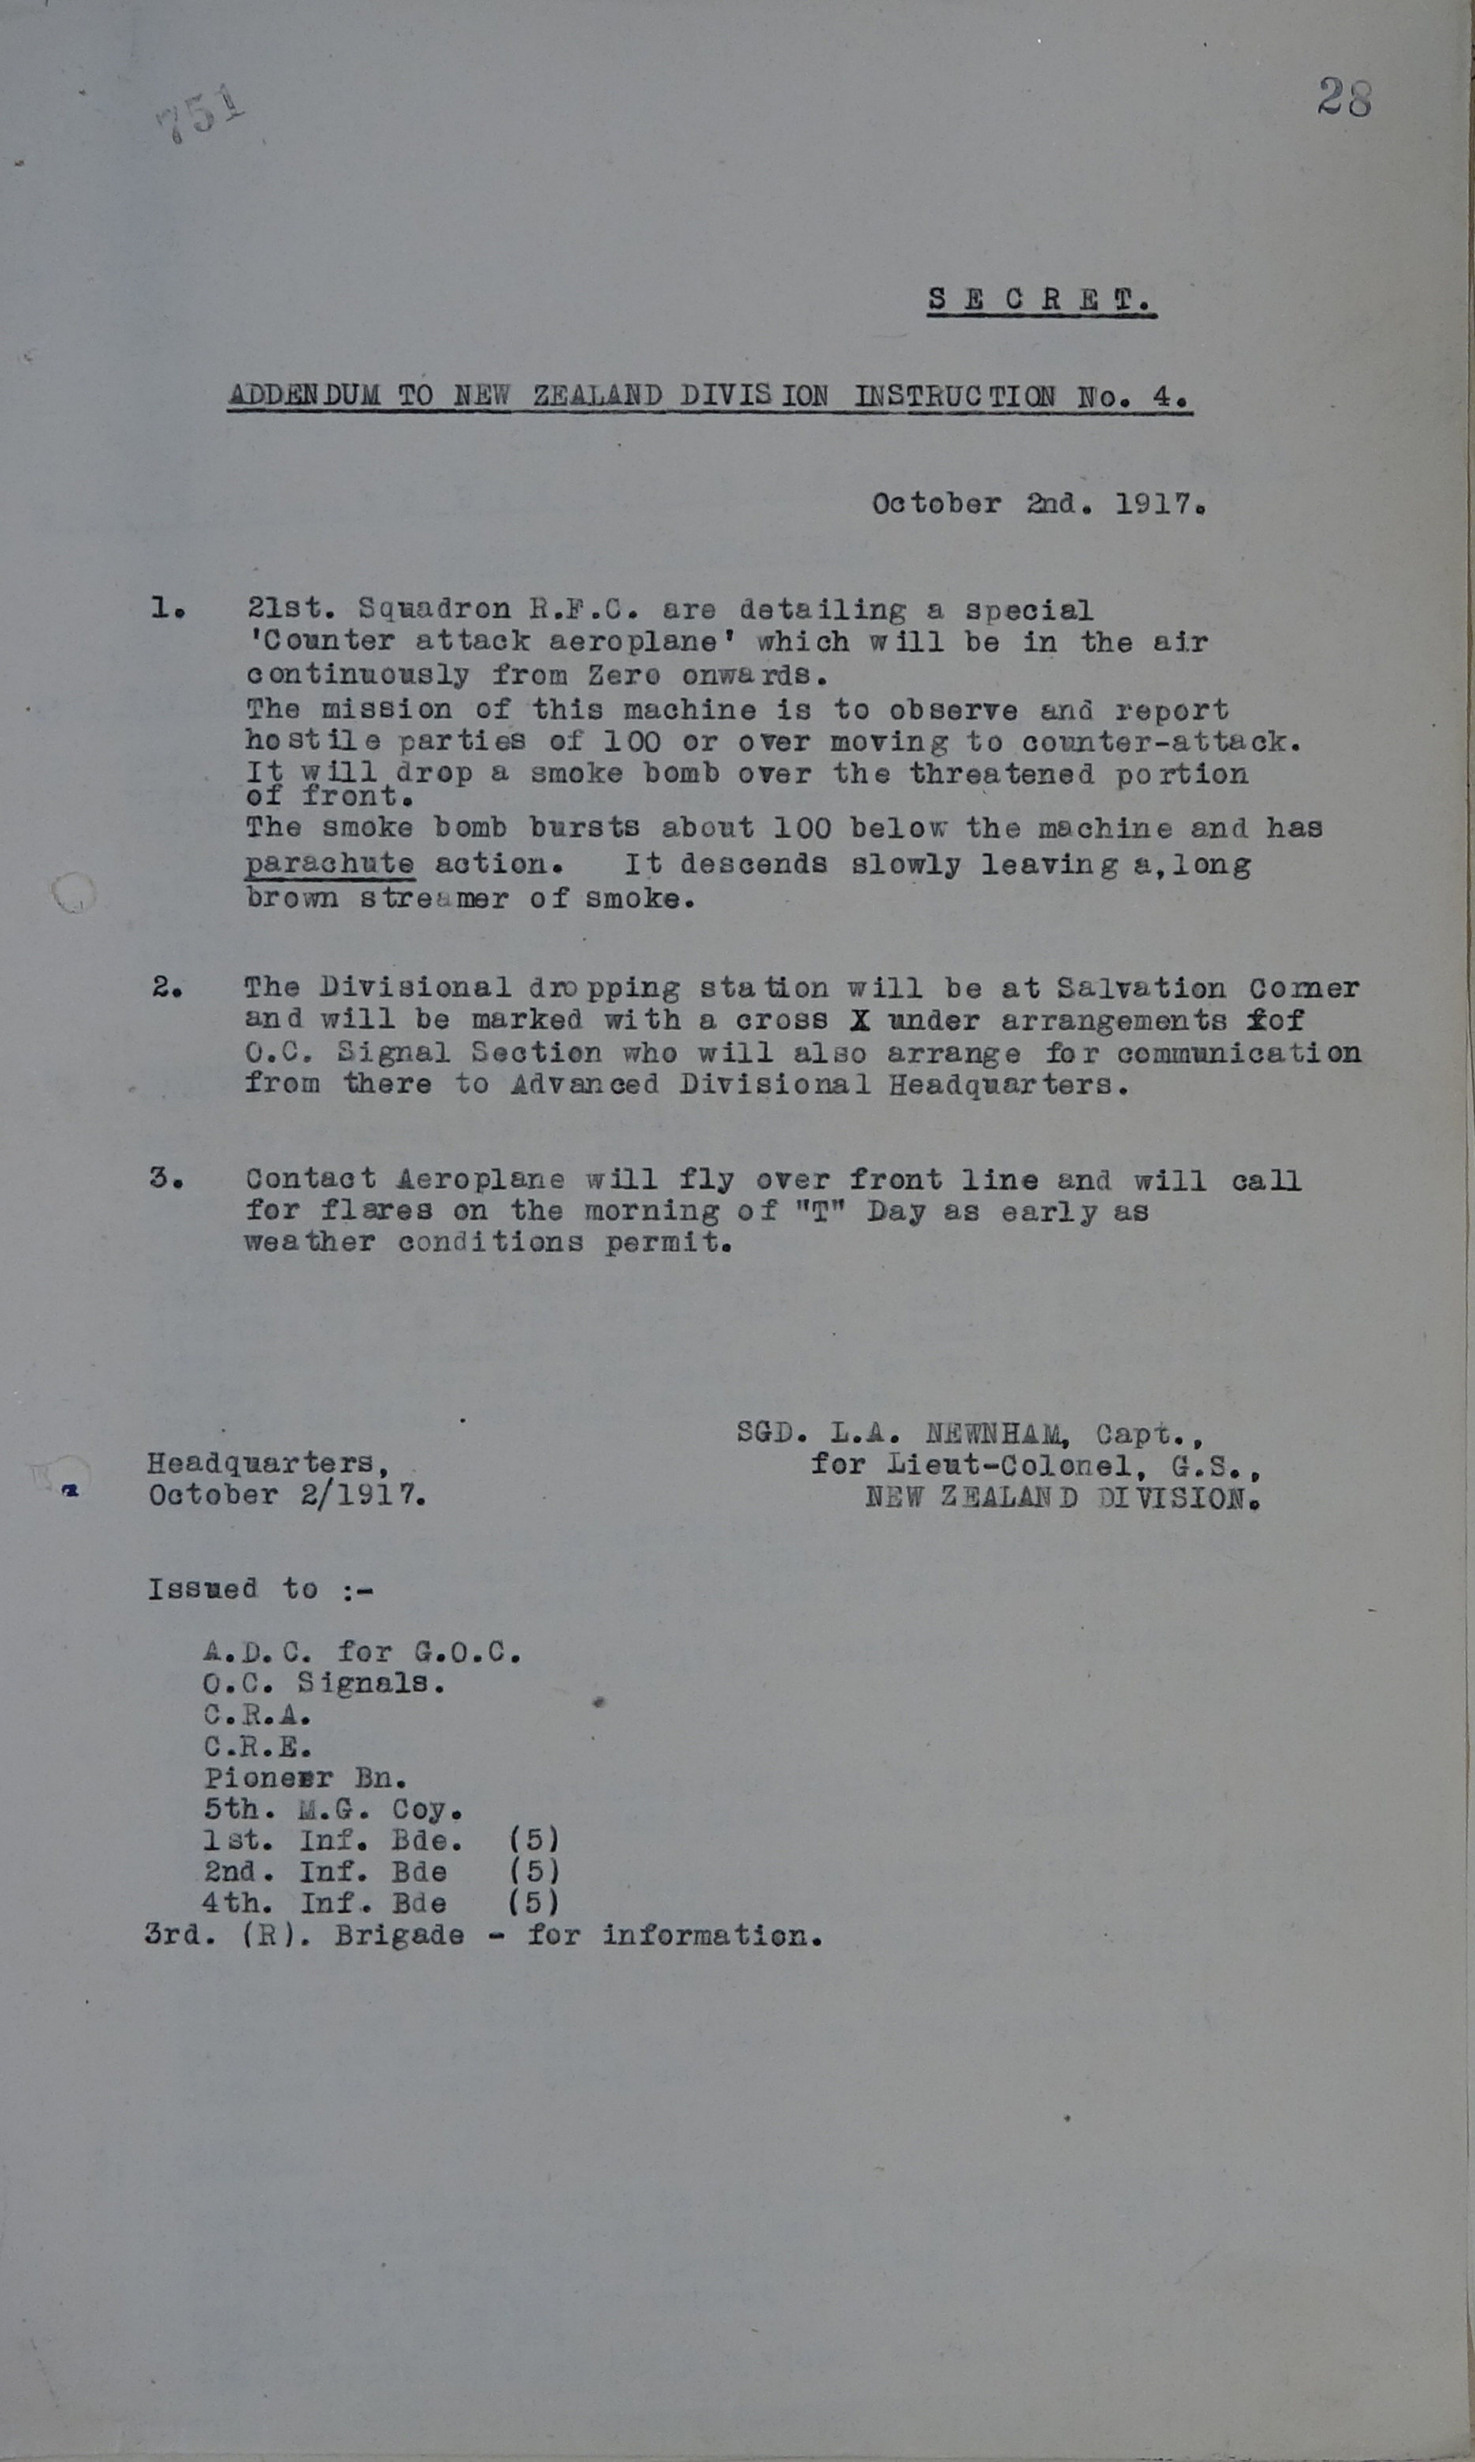 751
28
S E C R E T.
ADDENDUM TO NEW ZEALAND DIVISION INSTRUCTION No. 4.
October 2nd. 1917.
1. 21st. Squadron R.F.C. are detailing a special
'Counter attack aeroplane' which will be in the air
continuously from Zero onwards.
The mission of this machine is to observe and report
hostile parties of 100 or over moving to counter-attack.
It will drop a smoke bomb over the threatened portion
of front.
The smoke bomb bursts about 100 below the machine and has
parachute action. It descends slowly leaving a,long
brown streamer of smoke.
2. The Divisional dropping station will be at Salvation Corner
and will be marked with a cross X under arrangements fof
O.C. Signal Section who will also arrange for communication
from there to Advanced Divisional Headquarters.
3. Contact Aeroplane will fly over front line and will call
for flares on the morning of "T" Day as early as
weather conditions permit.
SGD. L.A. NEWNHAM, Capt.,
for Lieut-Colonel, G.S.,
NEW ZEALAND DIVISION.
Headquarters,
October 2/1917.
Issued to :-
A.D.C. for G.O.C.
O.C. Signals.
C.R.A.
C.R.E.
Pioneer Bn.
5th. M.G. Coy.
1st. Inf. Bde. (5)
2nd. Inf. Bde (5)
4th. Inf. Bde (5)
3rd. (R). Brigade - for information.